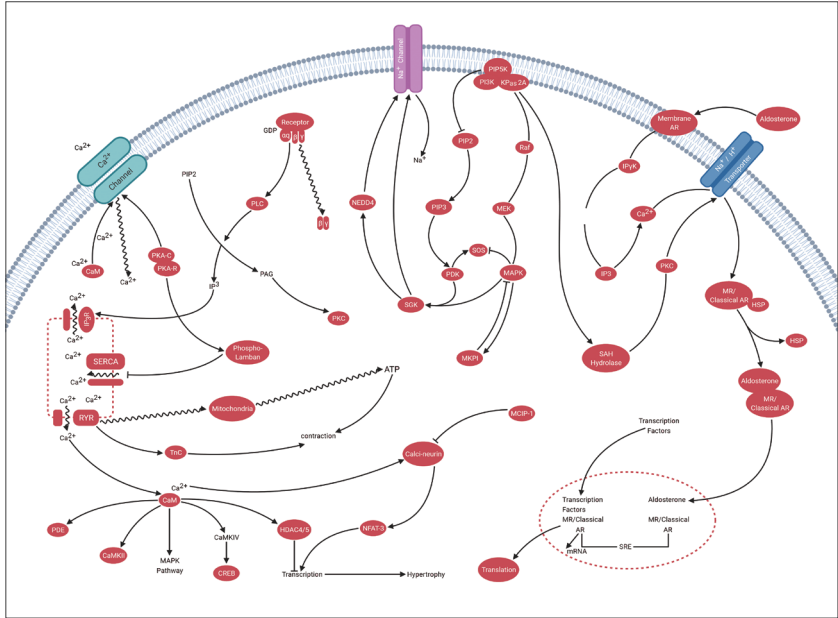 Na⁺ Channel
PIP5K
PI3K
KPas 2A
Membrane
AR
Aldosterone
Receptor
GDP
αq
β
γ
Ca²⁺
Ca²⁺
Channel
PIP2
Raf
IPyK
Na⁺ / H⁺
Transporter
Na⁺
PIP2
β γ
NEDD4
PLC
PIP3
MEK
Ca²⁺
Ca²⁺
PKA-C
PKA-R
CaM
Ca²⁺
SOS
PDK
MAPK
IP3
PKC
PAG
IP³
SGK
MR/
Classical AR
HSP
Ca²⁺
IP₃R
PKC
HSP
Phospho-
Lamban
MKPI
SAH
Hydrolase
Ca²⁺
SERCA
Ca²⁺
ATP
Aldosterone
MR/
Classical AR
Ca²⁺
Ca²⁺
RYR
Mitochondria
MCIP-1
Ca²⁺
contraction
Transcription
Factors
TnC
Calci-neurin
Ca²⁺
CaM
Transcription
Factors
MR/Classical
AR
Aldosterone
MR/Classical
AR
PDE
HDAC4/5
NFAT-3
CaMKIV
SRE
mRNA
CaMKII
MAPK
Pathway
CREB
Transcription
Hypertrophy
Translation